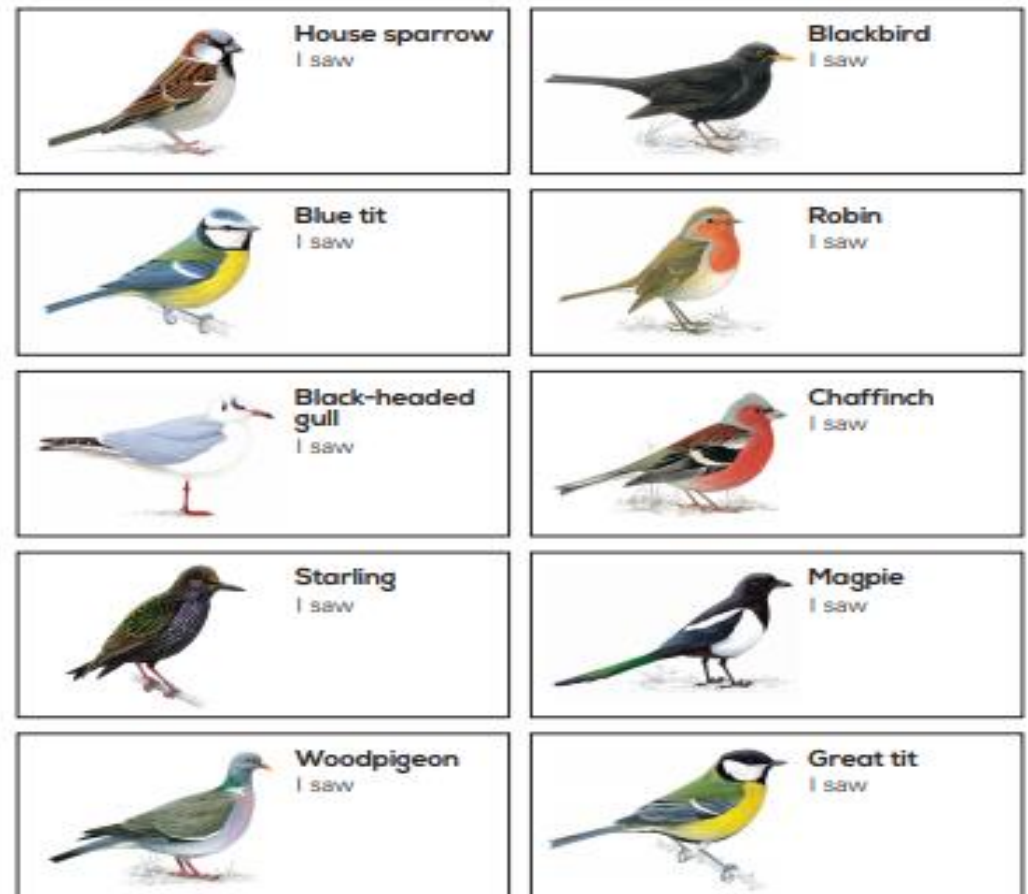 House sparrow
I saw
Blackbird
I saw
Blue tit
I saw
Robin
I saw
Black-headed
gull
I saw
Chaffinch
I saw
Starling
I saw
Magpie
I saw
Woodpigeon
I saw
Great tit
I saw